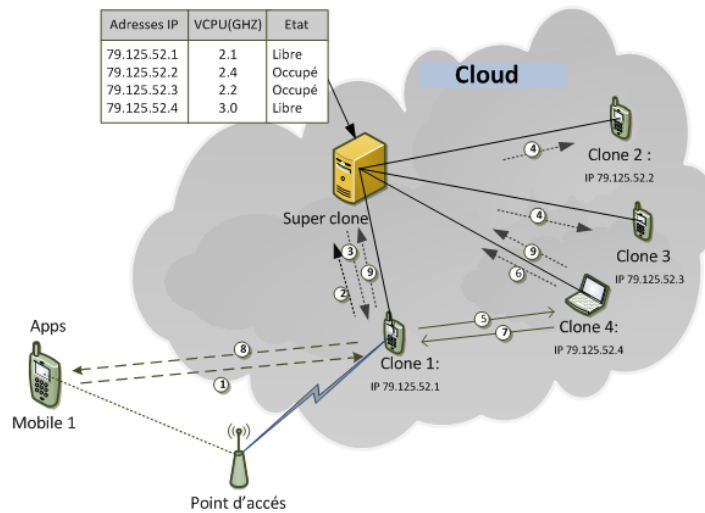 Adresses IP VCPU(GHZ) Etat
79.125.52.1 2.1 Libre
79.125.52.2 2.4 Occupé
79.125.52.3 2.2 Occupé
79.125.52.4 3.0 Libre
Cloud
4
Clone 2 :
IP 79.125.52.2
Super clone
4
Clone 3
IP 79.125.52.3
3
9
9
6
2
5
7
Clone 4:
IP 79.125.52.4
Apps
8
1
Clone 1:
IP 79.125.52.1
Mobile 1
Point d'accés